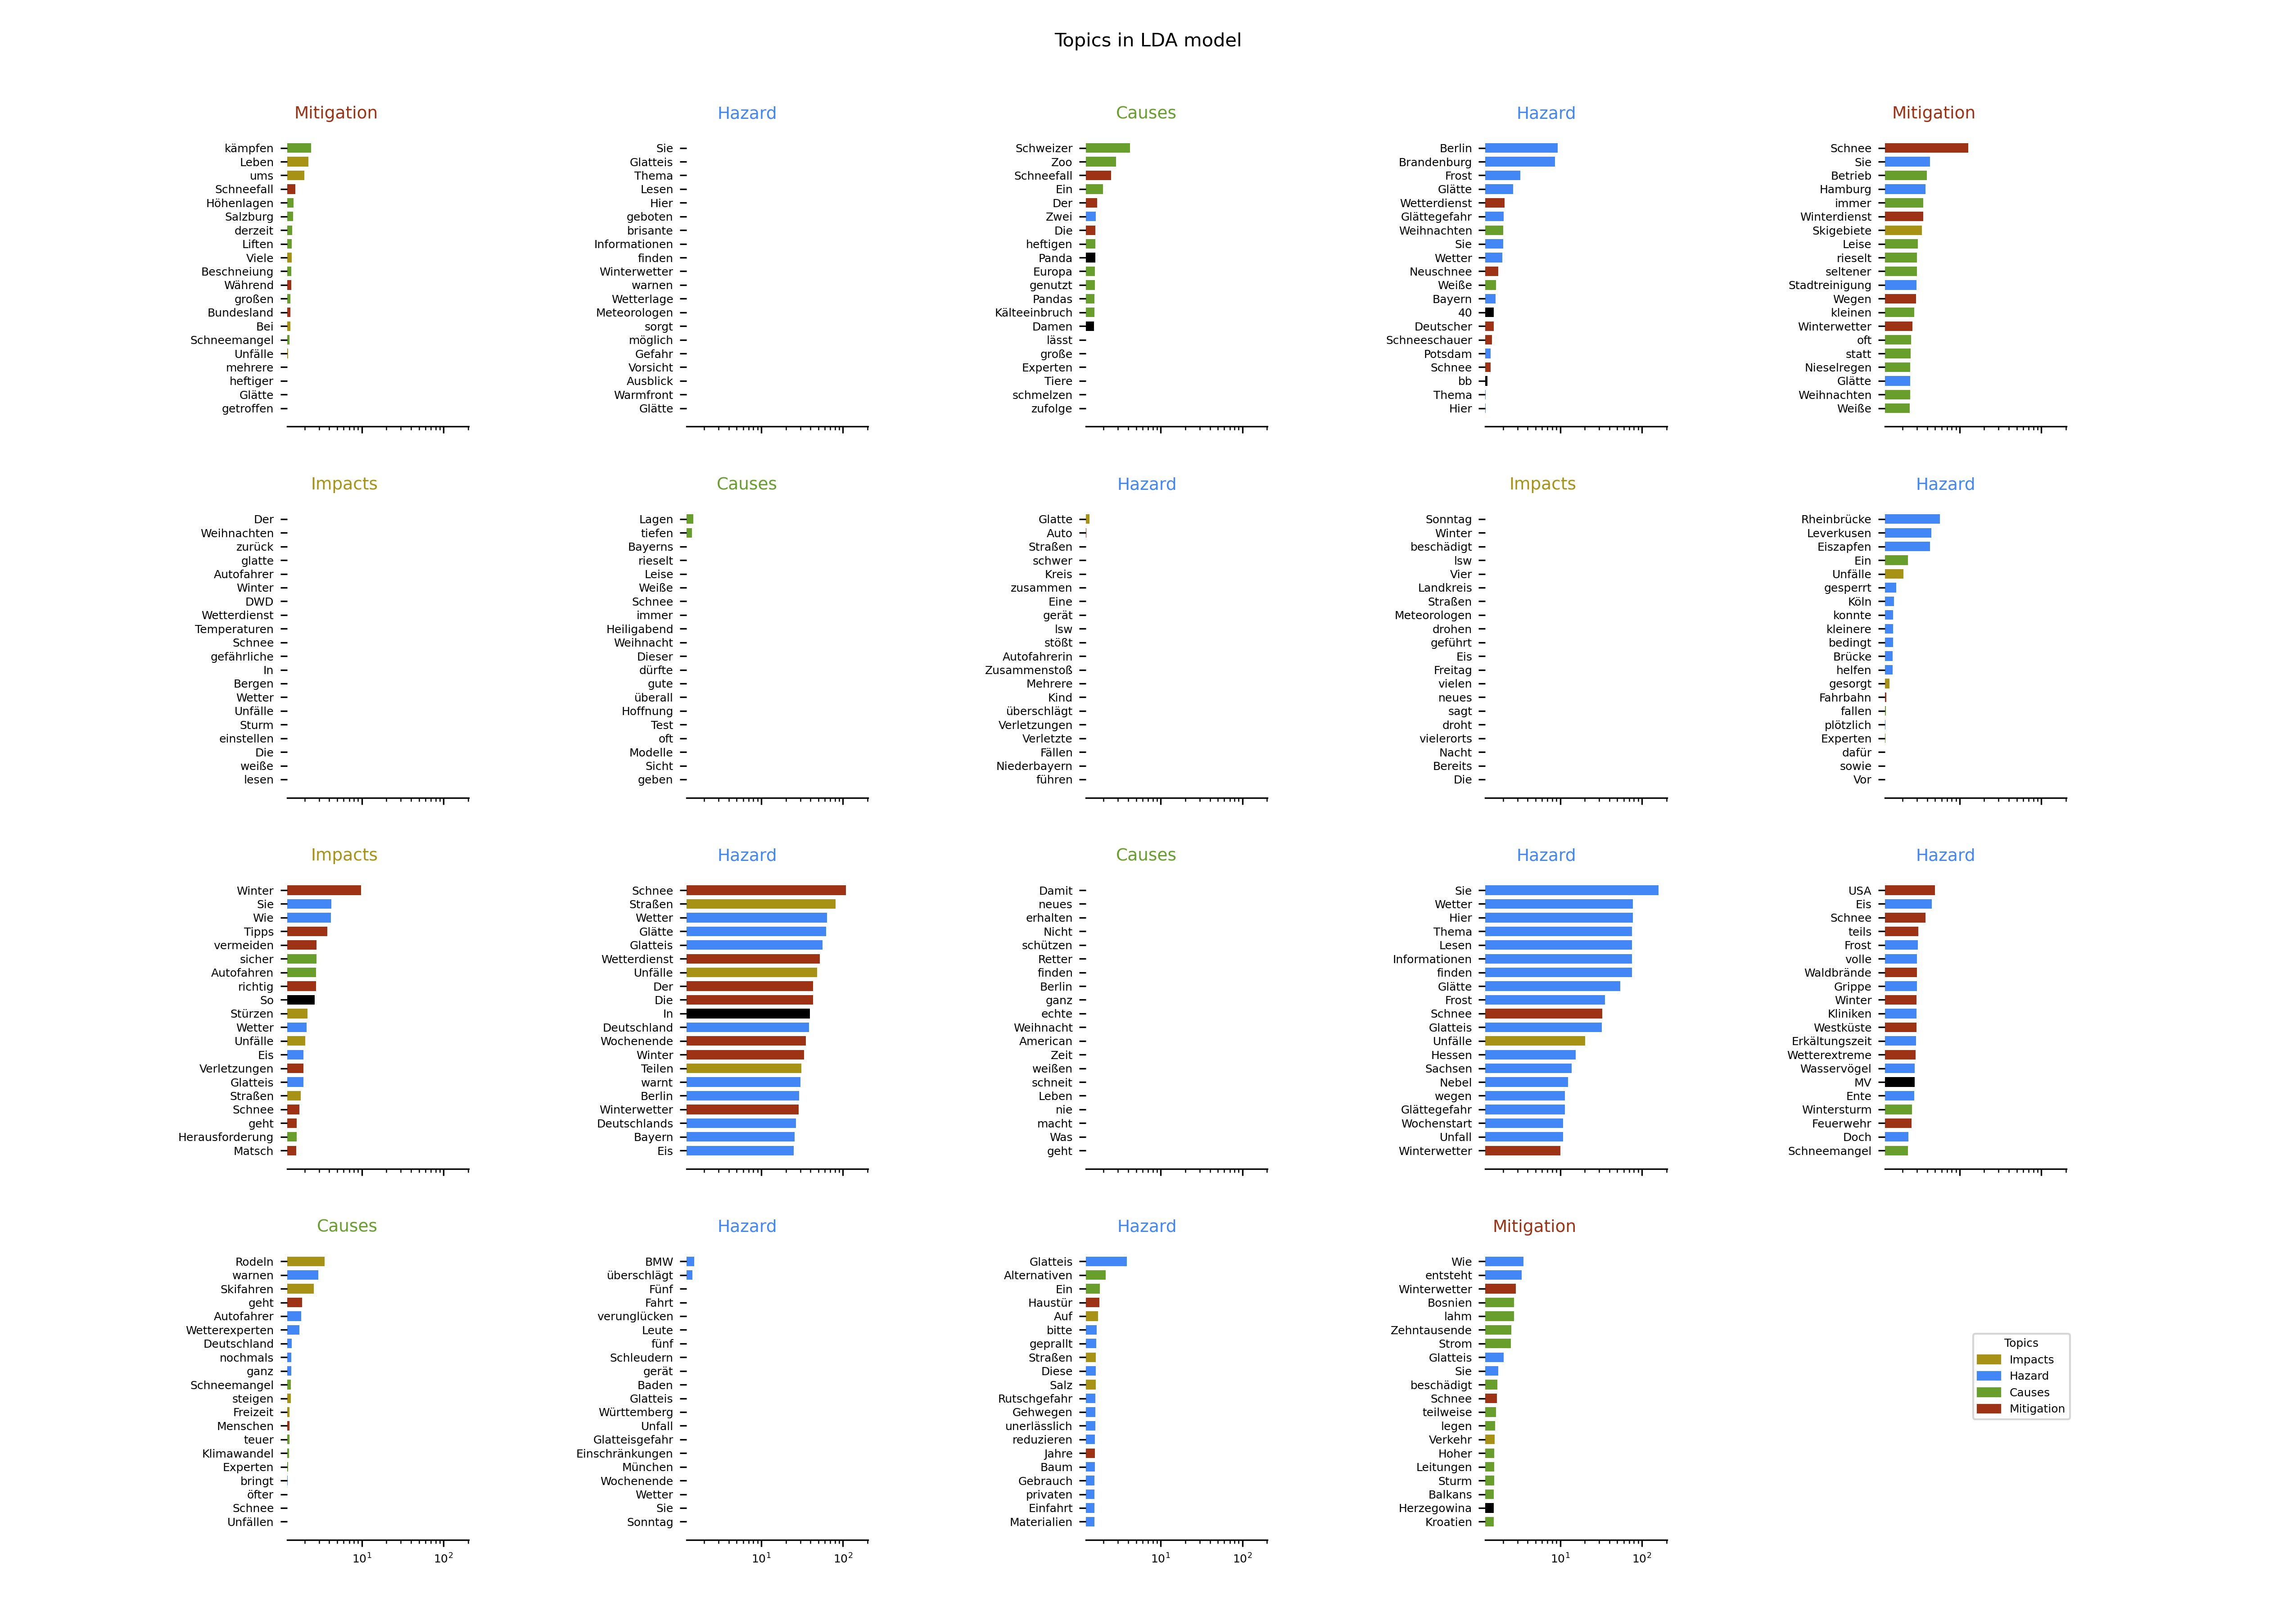 Topics in LDA model
Mitigation
kämpfen
Leben
ums
Schneefall
Höhenlagen
Salzburg
derzeit
Liften
Viele
Beschneiung
Während
großen
Bundesland
Bei
Schneemangel
Unfälle
mehrere
heftiger
Glätte
getroffen
Hazard
Sie
Glatteis
Thema
Lesen
Hier
geboten
brisante
Informationen
finden
Winterwetter
warnen
Wetterlage
Meteorologen
sorgt
möglich
Gefahr
Vorsicht
Ausblick
Warmfront
Glätte
Causes
Schweizer
Zoo
Schneefall
Ein
Der
Zwei
Die
heftigen
Panda
Europa
genutzt
Pandas
Kälteeinbruch
Damen
lässt
große
Experten
Tiere
schmelzen
zufolge
Hazard
Berlin
Brandenburg
Frost
Glätte
Wetterdienst
Glättegefahr
Weihnachten
Sie
Wetter
Neuschnee
Weiße
Bayern
40
Deutscher
Schneeschauer
Potsdam
Schnee
bb
Thema
Hier
Mitigation
Schnee
Sie
Betrieb
Hamburg
immer
Winterdienst
Skigebiete
Leise
rieselt
seltener
Stadtreinigung
Wegen
kleinen
Winterwetter
oft
statt
Nieselregen
Glätte
Weihnachten
Weiße
Impacts
Der
Weihnachten
zurück
glatte
Autofahrer
Winter
DWD
Wetterdienst
Temperaturen
Schnee
gefährliche
In
Bergen
Wetter
Unfälle
Sturm
einstellen
Die
weiße
lesen
Causes
Lagen
tiefen
Bayerns
rieselt
Leise
Weiße
Schnee
immer
Heiligabend
Weihnacht
Dieser
dürfte
gute
überall
Hoffnung
Test
oft
Modelle
Sicht
geben
Hazard
Glatte
Auto
Straßen
schwer
Kreis
zusammen
Eine
gerät
lsw
stößt
Autofahrerin
Zusammenstoß
Mehrere
Kind
überschlägt
Verletzungen
Verletzte
Fällen
Niederbayern
führen
Impacts
Sonntag
Winter
beschädigt
lsw
Vier
Landkreis
Straßen
Meteorologen
drohen
geführt
Eis
Freitag
vielen
neues
sagt
droht
vielerorts
Nacht
Bereits
Die
Hazard
Rheinbrücke
Leverkusen
Eiszapfen
Ein
Unfälle
gesperrt
Köln
konnte
kleinere
bedingt
Brücke
helfen
gesorgt
Fahrbahn
fallen
plötzlich
Experten
dafür
sowie
Vor
Impacts
Winter
Sie
Wie
Tipps
vermeiden
sicher
Autofahren
richtig
So
Stürzen
Wetter
Unfälle
Eis
Verletzungen
Glatteis
Straßen
Schnee
geht
Herausforderung
Matsch
Hazard
Schnee
Straßen
Wetter
Glätte
Glatteis
Wetterdienst
Unfälle
Der
Die
In
Deutschland
Wochenende
Winter
Teilen
warnt
Berlin
Winterwetter
Deutschlands
Bayern
Eis
Causes
Damit
neues
erhalten
Nicht
schützen
Retter
finden
Berlin
ganz
echte
Weihnacht
American
Zeit
weißen
schneit
Leben
nie
macht
Was
geht
Hazard
Sie
Wetter
Hier
Thema
Lesen
Informationen
finden
Glätte
Frost
Schnee
Glatteis
Unfälle
Hessen
Sachsen
Nebel
wegen
Glättegefahr
Wochenstart
Unfall
Winterwetter
Hazard
USA
Eis
Schnee
teils
Frost
volle
Waldbrände
Grippe
Winter
Kliniken
Westküste
Erkältungszeit
Wetterextreme
Wasservögel
MV
Ente
Wintersturm
Feuerwehr
Doch
Schneemangel
Causes
Rodeln
warnen
Skifahren
geht
Autofahrer
Wetterexperten
Deutschland
nochmals
ganz
Schneemangel
steigen
Freizeit
Menschen
teuer
Klimawandel
Experten
bringt
öfter
Schnee
Unfällen
10¹ 10²
Hazard
BMW
überschlägt
Fünf
Fahrt
verunglücken
Leute
fünf
Schleudern
gerät
Baden
Glatteis
Württemberg
Unfall
Glatteisgefahr
Einschränkungen
München
Wochenende
Wetter
Sie
Sonntag
10¹ 10²
Hazard
Glatteis
Alternativen
Ein
Haustür
Auf
bitte
geprallt
Straßen
Diese
Salz
Rutschgefahr
Gehwegen
unerlässlich
reduzieren
Jahre
Baum
Gebrauch
privaten
Einfahrt
Materialien
10¹ 10²
Mitigation
Wie
entsteht
Winterwetter
Bosnien
lahm
Zehntausende
Strom
Glatteis
Sie
beschädigt
Schnee
teilweise
legen
Verkehr
Hoher
Leitungen
Sturm
Balkans
Herzegowina
Kroatien
10¹ 10²
Topics
Impacts
Hazard
Causes
Mitigation